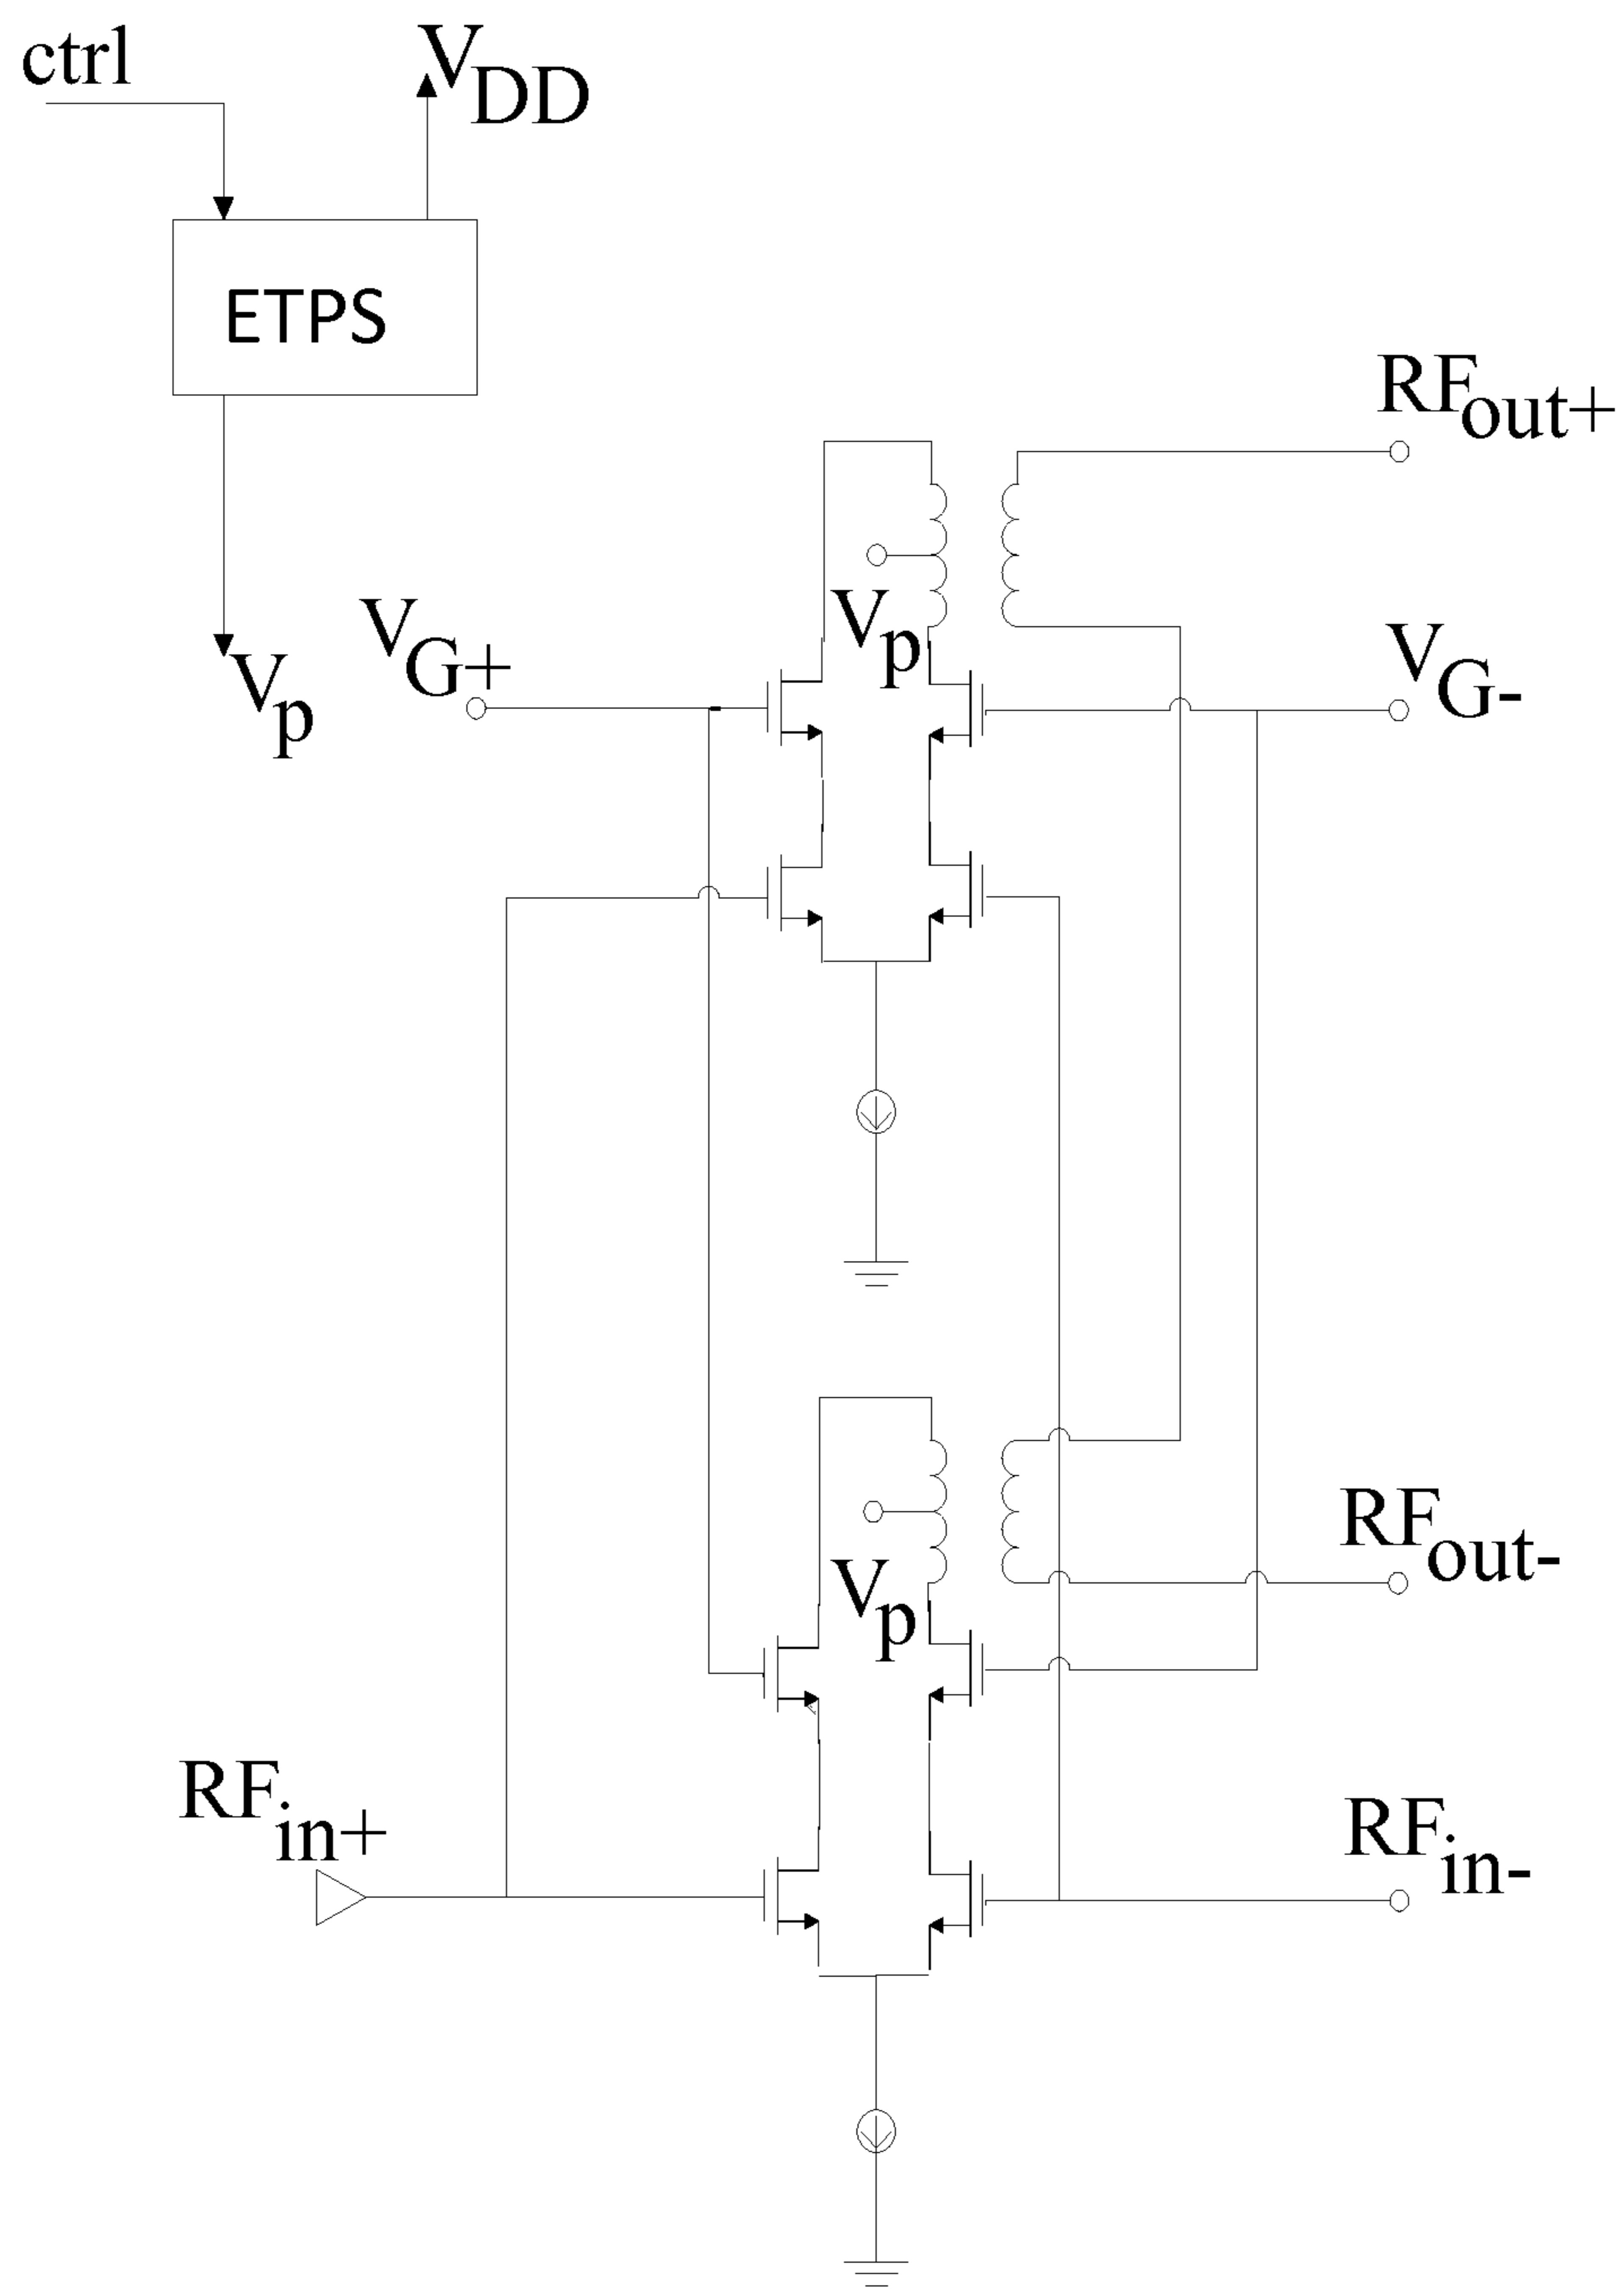 ctrl
VDD
ETPS
RFout+
Vp
VG+
Vp
VG-
RFout-
Vp
RFin+
RFin-